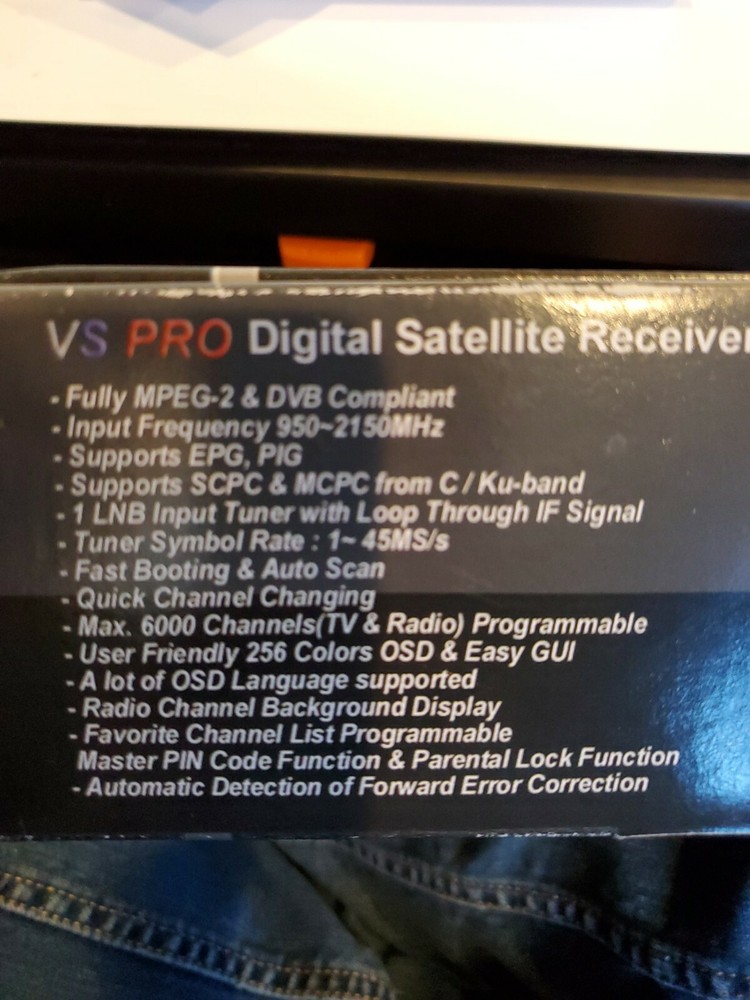 VS PRO Digital Satellite Receiver
- Fully MPEG-2 & DVB Compliant
- Input Frequency 950~2150MHz
- Supports EPG, PIG
- Supports SCPC & MCPC from C / Ku-band
- 1 LNB Input Tuner with Loop Through IF Signal
- Tuner Symbol Rate : 1~ 45MS/s
- Fast Booting & Auto Scan
- Quick Channel Changing
- Max. 6000 Channels(TV & Radio) Programmable
- User Friendly 256 Colors OSD & Easy GUI
- A lot of OSD Language supported
- Radio Channel Background Display
- Favorite Channel List Programmable
Master PIN Code Function & Parental Lock Function
- Automatic Detection of Forward Error Correction